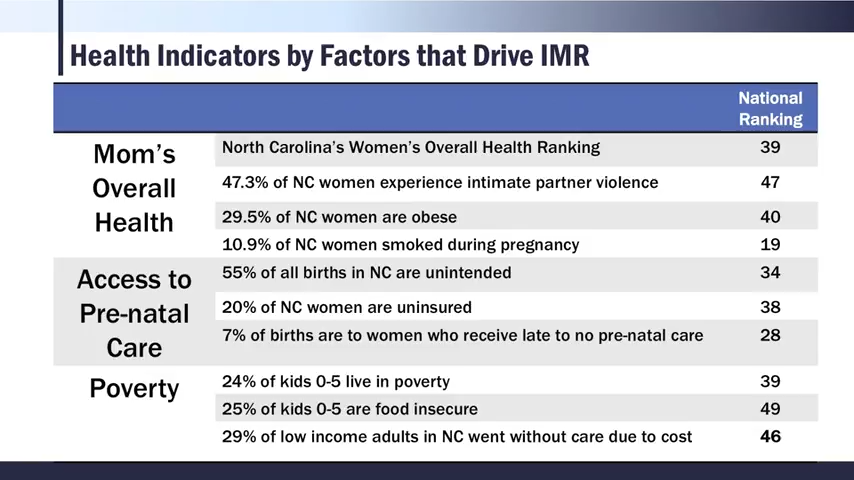 Health Indicators by Factors that Drive IMR
National
Ranking
Mom's
Overall
Health
North Carolina's Women's Overall Health Ranking 39
47.3% of NC women experience intimate partner violence 47
29.5% of NC women are obese 40
10.9% of NC women smoked during pregnancy 19
Access to
Pre-natal
Care
55% of all births in NC are unintended 34
20% of NC women are uninsured 38
7% of births are to women who receive late to no pre-natal care 28
Poverty
24% of kids 0-5 live in poverty 39
25% of kids 0-5 are food insecure 49
29% of low income adults in NC went without care due to cost 46